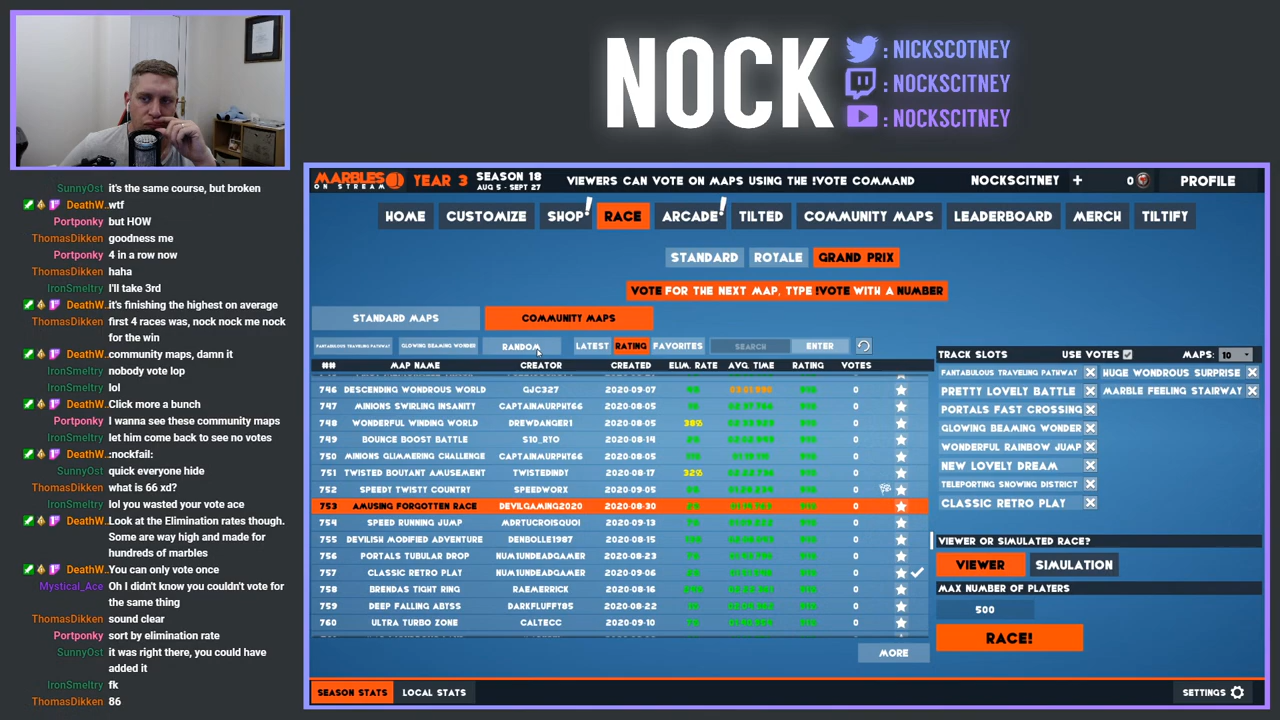 NOCK
: NICKSCOTNEY
: NOCKSCITNEY
: NOCKSCITNEY
SunnyOst it's the same course, but broken
DeathW.. wtf
Portponky but HOW
ThomasDikken goodness me
Portponky 4 in a row now
ThomasDikken haha
IronSmeltry I'll take 3rd
DeathW.. it's finishing the highest on average
ThomasDikken first 4 races was, nock nock me nock
for the win
DeathW.. community maps, damn it
ThomasDikken nobody vote lop
IronSmeltry lol
DeathW.. Click more a bunch
Portponky I wanna see these community maps
IronSmeltry let him come back to see no votes
DeathW.. :nockfail:
SunnyOst quick everyone hide
ThomasDikken what is 66 xd?
IronSmeltry lol you wasted your vote ace
DeathW.. Look at the Elimination rates though.
Some are way high and made for
hundreds of marbles
DeathW.. You can only vote once
Mystical_Ace Oh I didn't know you couldn't vote for
the same thing
ThomasDikken sound clear
Portponky sort by elimination rate
SunnyOst it was right there, you could have
added it
IronSmeltry fk
ThomasDikken 86
MARBLES
ON STREAM
YEAR 3
SEASON 18
AUG 5 - SEPT 27
VIEWERS CAN VOTE ON MAPS USING THE !VOTE COMMAND
NOCKSCITNEY + 0 PROFILE
HOME CUSTOMIZE SHOP! RACE ARCADE! TILTED COMMUNITY MAPS LEADERBOARD MERCH TILTIFY
STANDARD ROYALE GRAND PRIX
VOTE FOR THE NEXT MAP, TYPE !VOTE WITH A NUMBER
STANDARD MAPS COMMUNITY MAPS
FANTABULOUS TRAVELING PATHWAY GLOWING BEAMING WONDER RANDOM LATEST RATING FAVORITES SEARCH ENTER
## MAP NAME CREATOR CREATED ELIM. RATE AVG. TIME RATING VOTES
746 DESCENDING WONDROUS WORLD GJC327 2020-09-07 0
747 MINIONS SWIRLING INSANITY CAPTAINMURPHY66 2020-08-05 0
748 WONDERFUL WINDING WORLD DREWDANGER1 2020-08-05 38% 0
749 BOUNCE BOOST BATTLE S10_RYO 2020-08-14 0
750 MINIONS GLIMMERING CHALLENGE CAPTAINMURPHY66 2020-08-05 0
751 TWISTED BOUTANT AMUSEMENT TWISTEDINDY 2020-08-17 32% 0
752 SPEEDY TWISTY COUNTRY SPEEDWORX 2020-09-05 0
753 AMUSING FORGOTTEN RACE DEVILGAMING2020 2020-08-30 0
754 SPEED RUNNING JUMP MDRTUCROISQUOI 2020-09-13 0
755 DEVILISH MODIFIED ADVENTURE DENBOLLE1987 2020-08-15 0
756 PORTALS TUBULAR DROP NUM1UNDEADGAMER 2020-08-23 0
757 CLASSIC RETRO PLAY NUM1UNDEADGAMER 2020-09-06 0
758 BRENDAS TIGHT RING RAEMERRICK 2020-08-08 0
759 DEEP FALLING ABYSS DARKFLUFFY85 2020-08-22 0
760 ULTRA TURBO ZONE CALTECC 2020-09-10 0
MORE
TRACK SLOTS USE VOTES MAPS: 10
FANTABULOUS TRAVELING PATHWAY HUGE WONDROUS SURPRISE
PRETTY LOVELY BATTLE MARBLE FEELING STAIRWAY
PORTALS FAST CROSSING
GLOWING BEAMING WONDER
WONDERFUL RAINBOW JUMP
NEW LOVELY DREAM
TELEPORTING SNOWING DISTRICT
CLASSIC RETRO PLAY
VIEWER OR SIMULATED RACE?
VIEWER SIMULATION
MAX NUMBER OF PLAYERS
500
RACE!
SEASON STATS LOCAL STATS SETTINGS